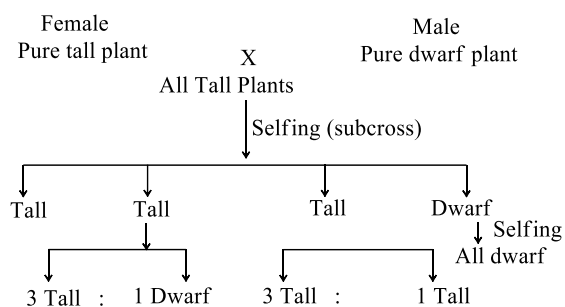 Female
Pure tall plant
Male
Pure dwarf plant
X
All Tall Plants
Selfing (subcross)
Tall Tall Tall Dwarf
Selfing
All dwarf
3 Tall : 1 Dwarf 3 Tall : 1 Tall